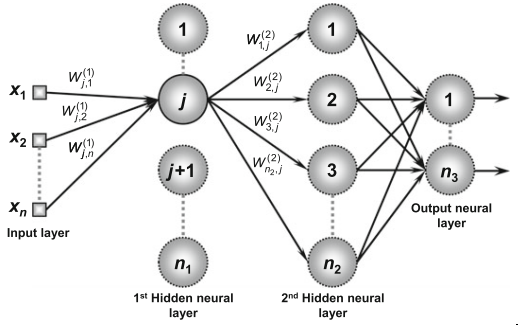 1
1
W_{1,j}^{(2)}
x_1
W_{j,1}^{(1)}
j
W_{2,j}^{(2)}
2
1
W_{j,2}^{(1)}
W_{3,j}^{(2)}
x_2
W_{j,n}^{(1)}
j+1
W_{n_2,j}^{(2)}
3
n_3
x_n
Output neural
layer
Input layer
n_1
n_2
1st Hidden neural
layer
2nd Hidden neural
layer